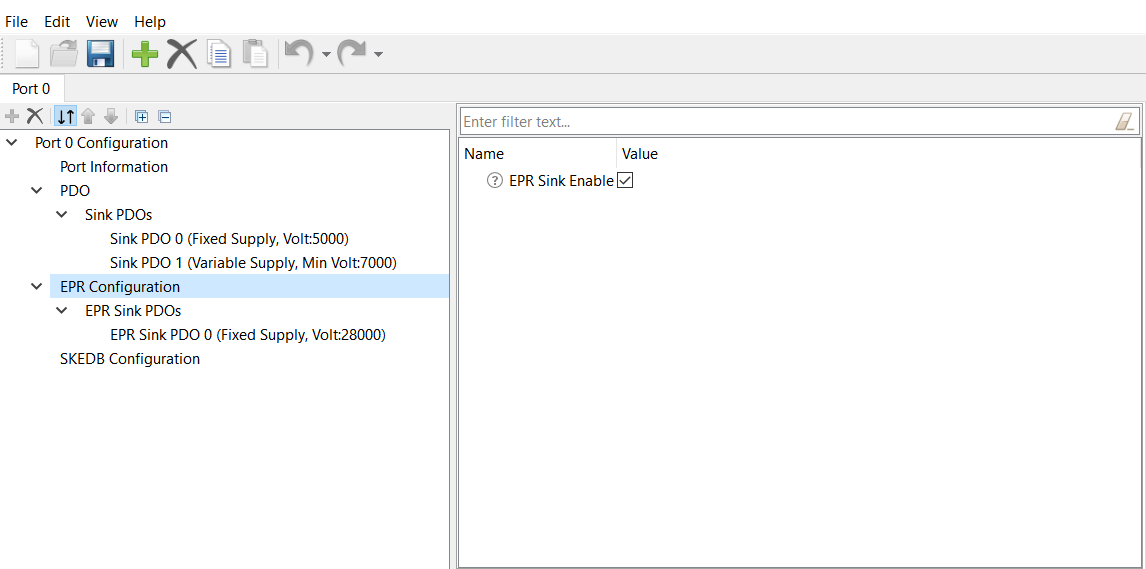 File Edit View Help
Port 0
Enter filter text...
Port 0 Configuration
Port Information
PDO
Sink PDOs
Sink PDO 0 (Fixed Supply, Volt:5000)
Sink PDO 1 (Variable Supply, Min Volt:7000)
EPR Configuration
EPR Sink PDOs
EPR Sink PDO 0 (Fixed Supply, Volt:28000)
SKEDB Configuration
Name Value
? EPR Sink Enable